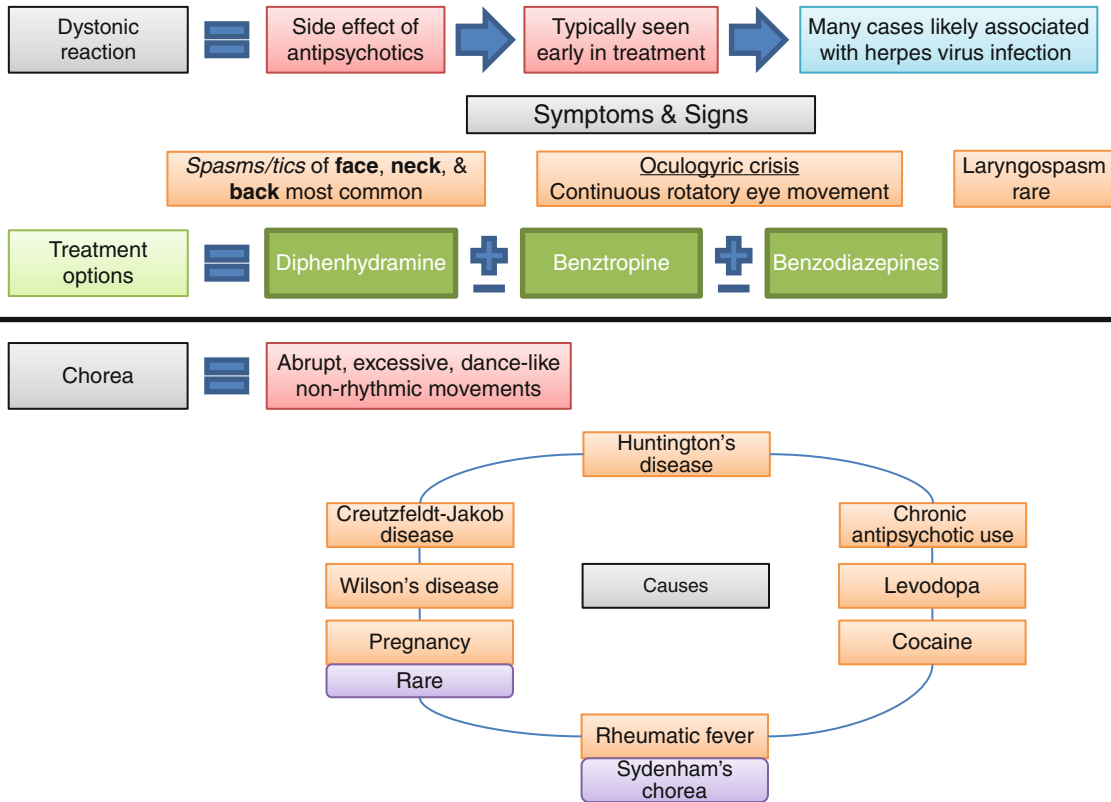 Dystonic
reaction
Side effect of
antipsychotics
Typically seen
early in treatment
Many cases likely associated
with herpes virus infection
Symptoms & Signs
Spasms/tics of face, neck, &
back most common
Oculogyric crisis
Continuous rotatory eye movement
Laryngospasm
rare
Treatment
options
Diphenhydramine
Benztropine
Benzodiazepines
Chorea
Abrupt, excessive, dance-like
non-rhythmic movements
Huntington's
disease
Creutzfeldt-Jakob
disease
Chronic
antipsychotic use
Wilson's disease
Causes
Levodopa
Pregnancy
Cocaine
Rare
Rheumatic fever
Sydenham's
chorea